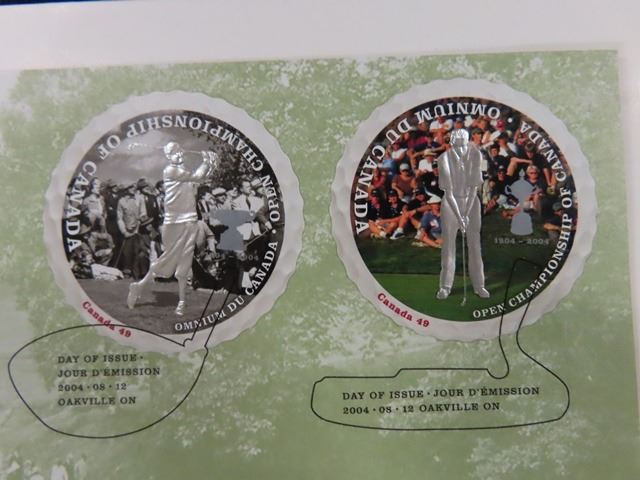 OPEN CHAMPIONSHIP OF CANADA • OMNIUM DU CANADA
Canada 49
DAY OF ISSUE •
JOUR D'ÉMISSION
2004 • 08 • 12
OAKVILLE ON
OMNIUM DU CANADA
OPEN CHAMPIONSHIP OF CANADA •
1904 – 2004
Canada 49
DAY OF ISSUE • JOUR D'ÉMISSION
2004 • 08 • 12 OAKVILLE ON